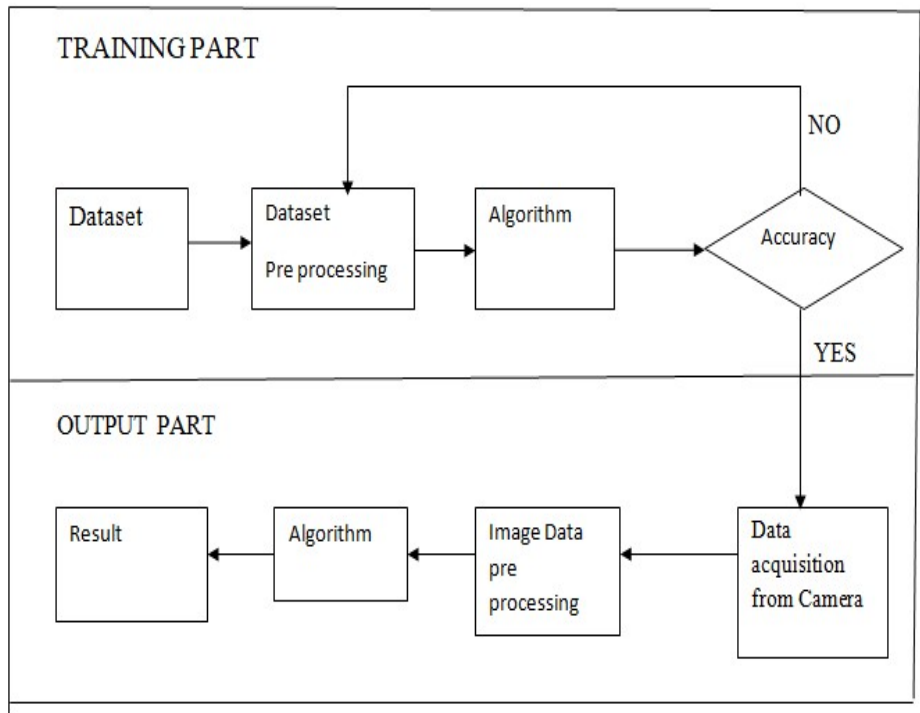 TRAINING PART
NO
Dataset
Dataset
Pre processing
Algorithm
Accuracy
YES
OUTPUT PART
Result
Algorithm
Image Data
pre
processing
Data
acquisition
from Camera